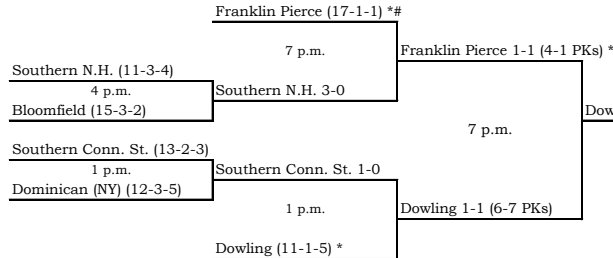 Franklin Pierce (17-1-1) *#
7 p.m.
Franklin Pierce 1-1 (4-1 PKs) *
Southern N.H. (11-3-4)
4 p.m.
Southern N.H. 3-0
Bloomfield (15-3-2)
Dow
7 p.m.
Southern Conn. St. (13-2-3)
1 p.m.
Southern Conn. St. 1-0
Dominican (NY) (12-3-5)
1 p.m.
Dowling 1-1 (6-7 PKs)
Dowling (11-1-5) *